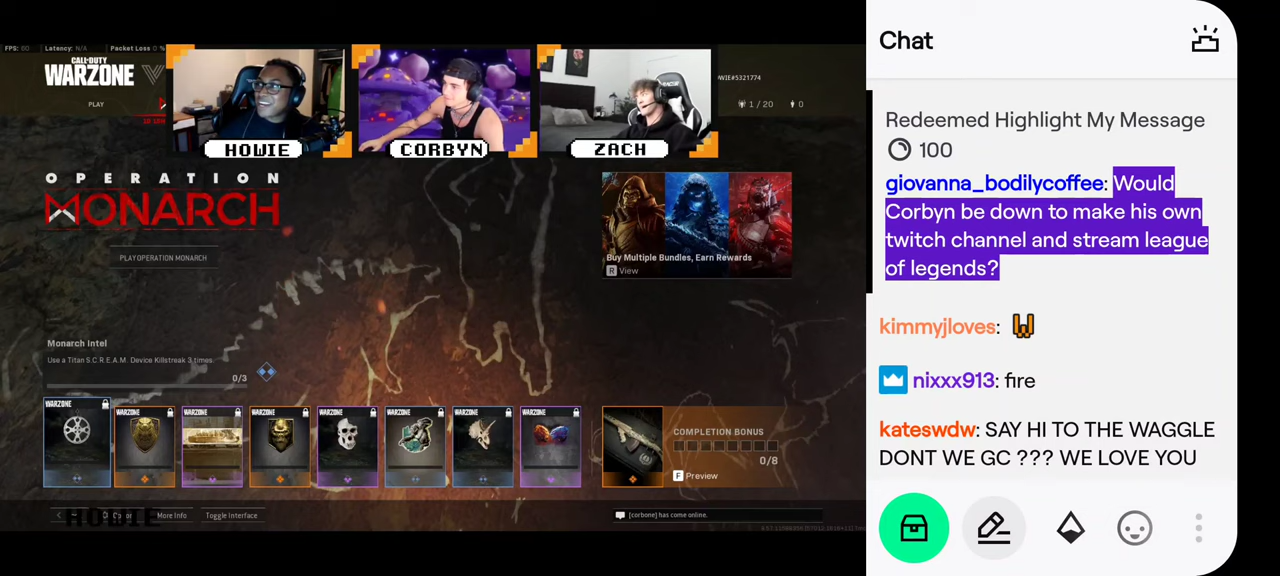 FPS: 60 Latency: N/A Packet Loss 0 %
CALL·DUTY
WARZONE
PLAY
WIE#5321774
1 / 20 0
HOWIE
CORBYN
ZACH
OPERATION
MONARCH
PLAY OPERATION MONARCH
Buy Multiple Bundles, Earn Rewards
R View
Monarch Intel
Use a Titan S.C.R.E.A.M. Device Killstreak 3 times.
0/3
WARZONE
WARZONE
WARZONE
WARZONE
WARZONE
WARZONE
WARZONE
WARZONE
COMPLETION BONUS
0/8
F Preview
HOWIE
More Info
Toggle Interface
[corbone] has come online.
Chat
Redeemed Highlight My Message
100
giovanna_bodilycoffee: Would
Corbyn be down to make his own
twitch channel and stream league
of legends?
kimmyjloves:
nixxx913: fire
kateswdw: SAY HI TO THE WAGGLE
DONT WE GC ??? WE LOVE YOU